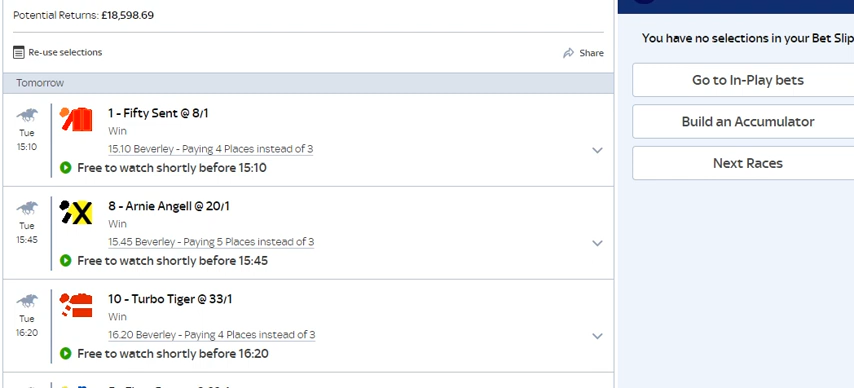 Potential Returns: £18,598.69
Re-use selections
Share
Tomorrow
Tue
15:10
1 - Fifty Sent @ 8/1
Win
15.10 Beverley - Paying 4 Places instead of 3
Free to watch shortly before 15:10
Tue
15:45
8 - Arnie Angell @ 20/1
Win
15.45 Beverley - Paying 5 Places instead of 3
Free to watch shortly before 15:45
Tue
16:20
10 - Turbo Tiger @ 33/1
Win
16.20 Beverley - Paying 4 Places instead of 3
Free to watch shortly before 16:20
You have no selections in your Bet Slip
Go to In-Play bets
Build an Accumulator
Next Races